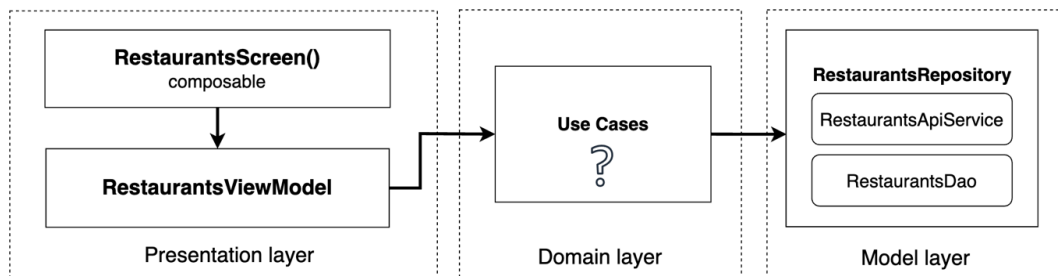 RestaurantsScreen()
composable
RestaurantsViewModel
Presentation layer
Use Cases
?
Domain layer
RestaurantsRepository
RestaurantsApiService
RestaurantsDao
Model layer